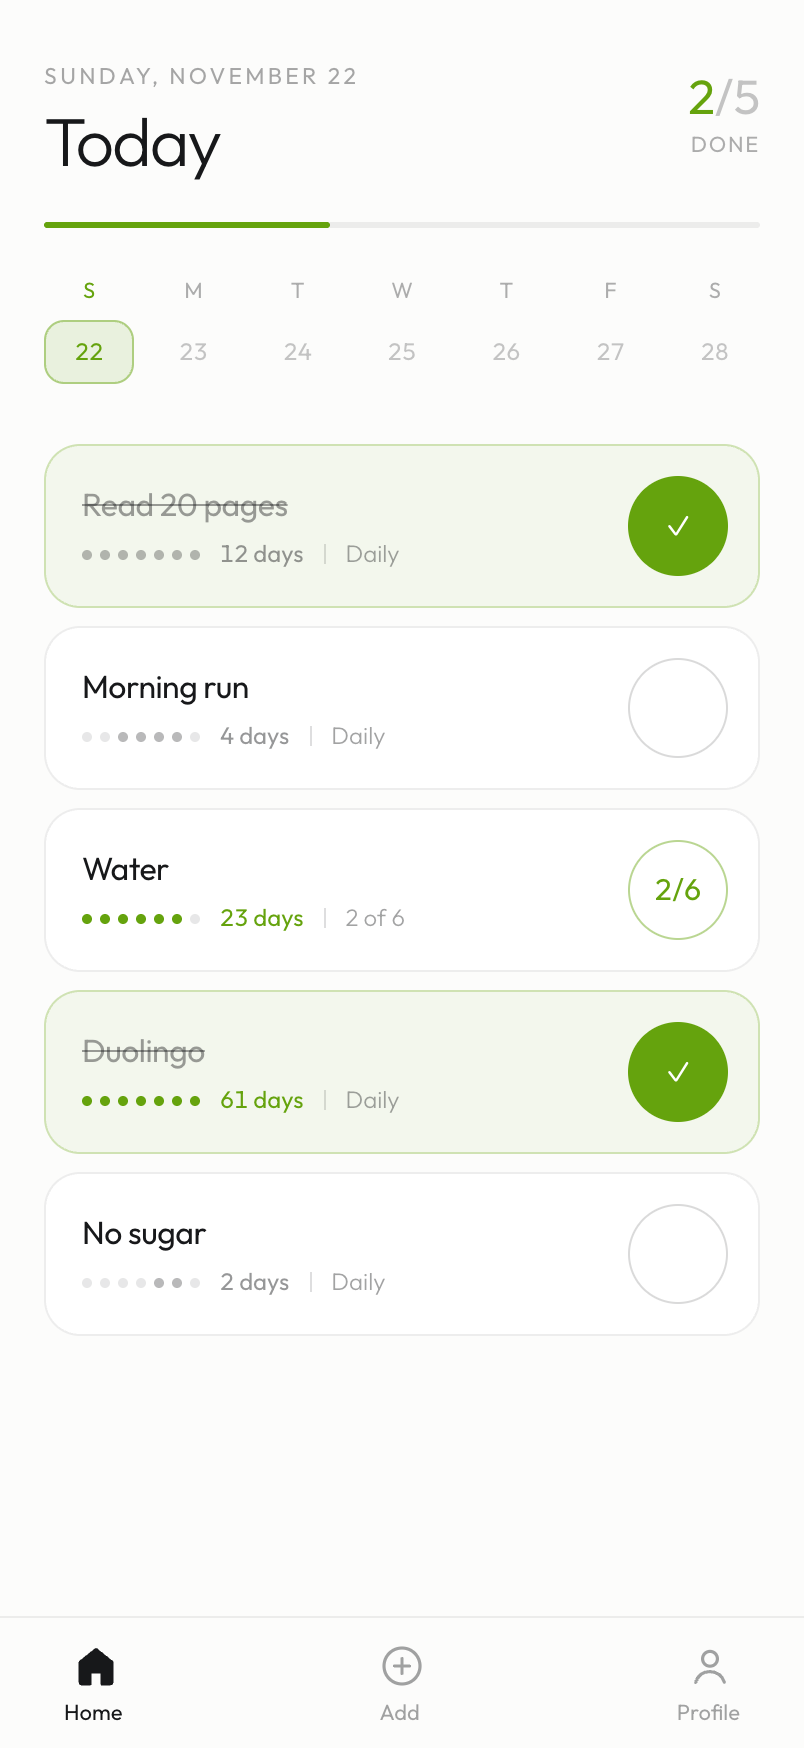 SUNDAY, NOVEMBER 22
Today
2/5
DONE
S M T W T F S
22 23 24 25 26 27 28
Read 20 pages
12 days | Daily
Morning run
4 days | Daily
Water
23 days | 2 of 6
2/6
Duolingo
61 days | Daily
No sugar
2 days | Daily
Home Add Profile